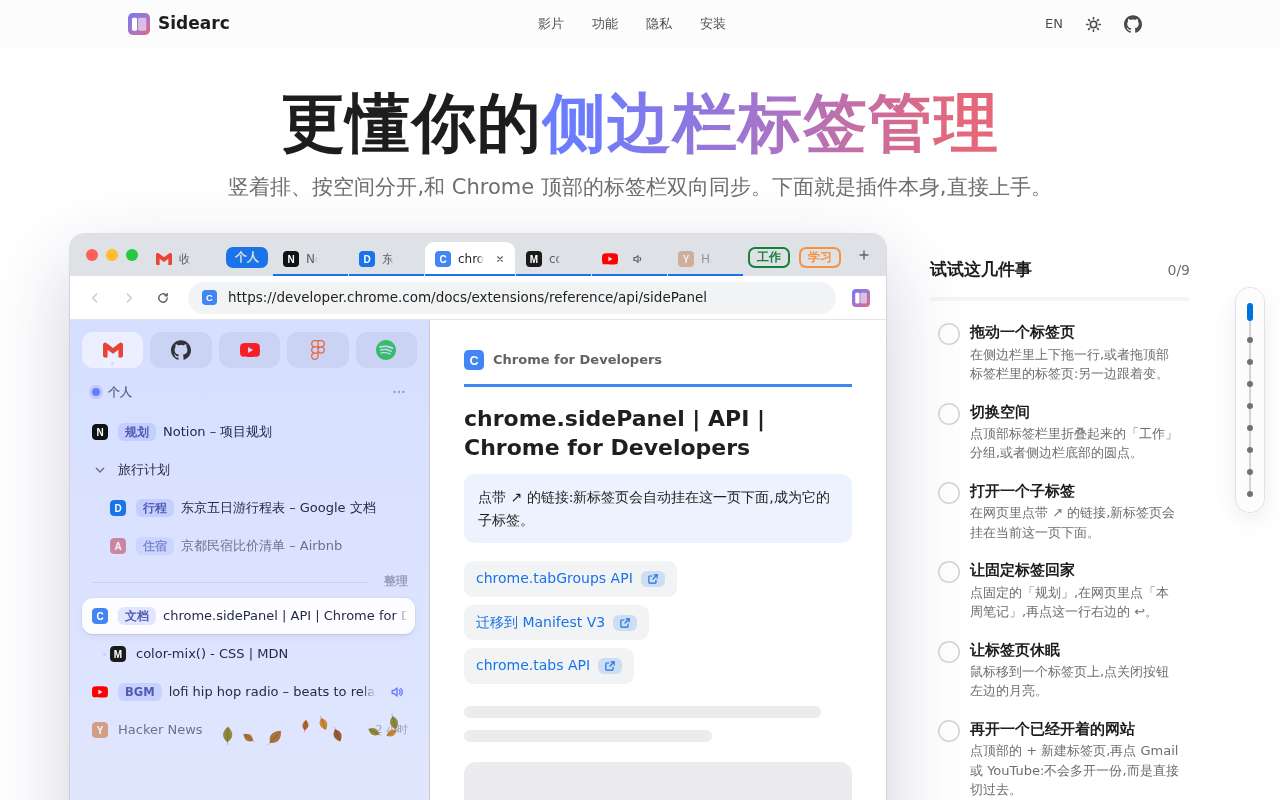 Sidearc
影片 功能 隐私 安装
EN
更懂你的侧边栏标签管理
竖着排、按空间分开,和 Chrome 顶部的标签栏双向同步。下面就是插件本身,直接上手。
收 个人 N D 东 C chro M Y H 工作 学习
C https://developer.chrome.com/docs/extensions/reference/api/sidePanel
个人
N 规划 Notion – 项目规划
旅行计划
D 行程 东京五日游行程表 – Google 文档
A 住宿 京都民宿比价清单 – Airbnb
整理
C 文档 chrome.sidePanel | API | Chrome for
M color-mix() - CSS | MDN
BGM lofi hip hop radio – beats to rela
Y Hacker News
C Chrome for Developers
chrome.sidePanel | API |
Chrome for Developers
点带 ↗ 的链接:新标签页会自动挂在这一页下面,成为它的
子标签。
chrome.tabGroups API
迁移到 Manifest V3
chrome.tabs API
试试这几件事 0/9
拖动一个标签页
在侧边栏里上下拖一行,或者拖顶部
标签栏里的标签页:另一边跟着变。
切换空间
点顶部标签栏里折叠起来的「工作」
分组,或者侧边栏底部的圆点。
打开一个子标签
在网页里点带 ↗ 的链接,新标签页会
挂在当前这一页下面。
让固定标签回家
点固定的「规划」,在网页里点「本
周笔记」,再点这一行右边的 ↩。
让标签页休眠
鼠标移到一个标签页上,点关闭按钮
左边的月亮。
再开一个已经开着的网站
点顶部的 + 新建标签页,再点 Gmail
或 YouTube:不会多开一份,而是直接
切过去。